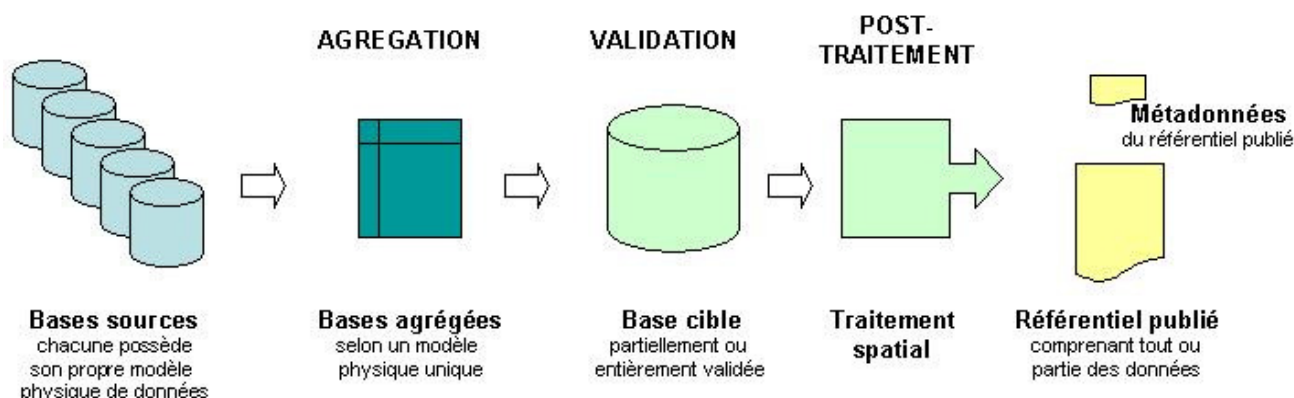 AGREGATION
VALIDATION
POST-
TRAITEMENT
Métadonnées
du référentiel publié
Bases sources
chacune possède
son propre modèle
physique de données
Bases agrégées
selon un modèle
physique unique
Base cible
partiellement ou
entièrement validée
Traitement
spatial
Référentiel publié
comprenant tout ou
partie des données